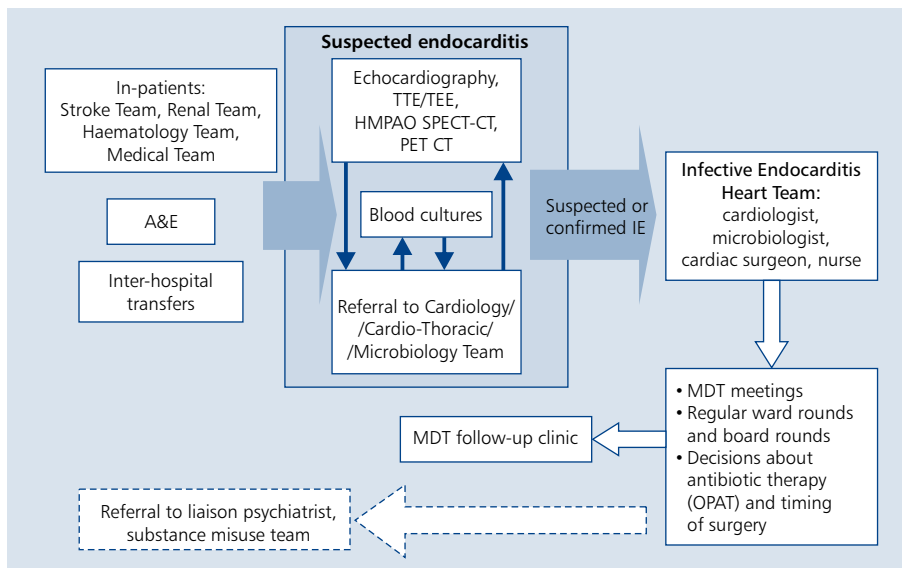 Suspected endocarditis
In-patients:
Stroke Team, Renal Team,
Haematology Team,
Medical Team
A&E
Inter-hospital
transfers
Echocardiography,
TTE/TEE,
HMPAO SPECT-CT,
PET CT
Blood cultures
Referral to Cardiology/
/Cardio-Thoracic/
/Microbiology Team
Suspected or
confirmed IE
Infective Endocarditis
Heart Team:
cardiologist,
microbiologist,
cardiac surgeon, nurse
• MDT meetings
• Regular ward rounds
and board rounds
• Decisions about
antibiotic therapy
(OPAT) and timing
of surgery
MDT follow-up clinic
Referral to liaison psychiatrist,
substance misuse team